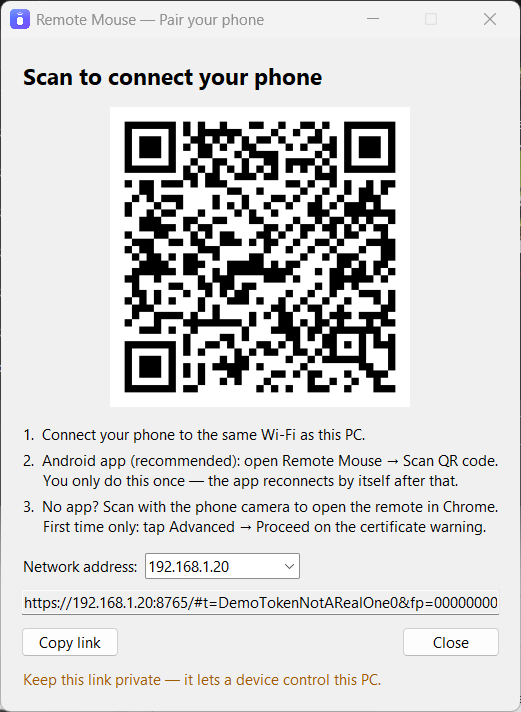 Remote Mouse — Pair your phone
Scan to connect your phone
1. Connect your phone to the same Wi-Fi as this PC.
2. Android app (recommended): open Remote Mouse → Scan QR code.
You only do this once — the app reconnects by itself after that.
3. No app? Scan with the phone camera to open the remote in Chrome.
First time only: tap Advanced → Proceed on the certificate warning.
Network address: 192.168.1.20
https://192.168.1.20:8765/#t=DemoTokenNotARealOne0&fp=00000000
Copy link Close
Keep this link private — it lets a device control this PC.